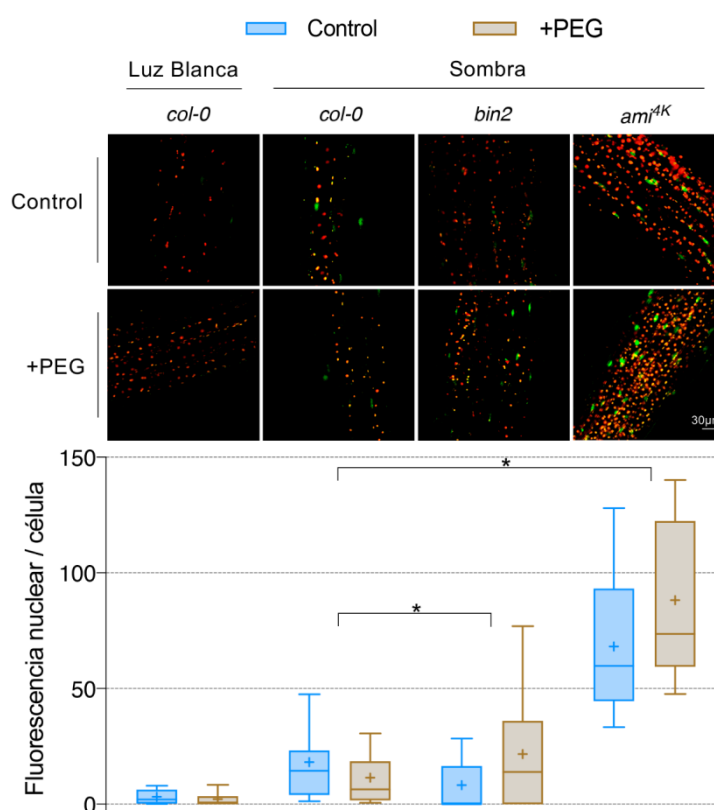 Control +PEG
Luz Blanca Sombra
col-0 col-0 bin2 ami4K
Control
+PEG
30µm
Fluorescencia nuclear / célula
150
*
100
*
50
0